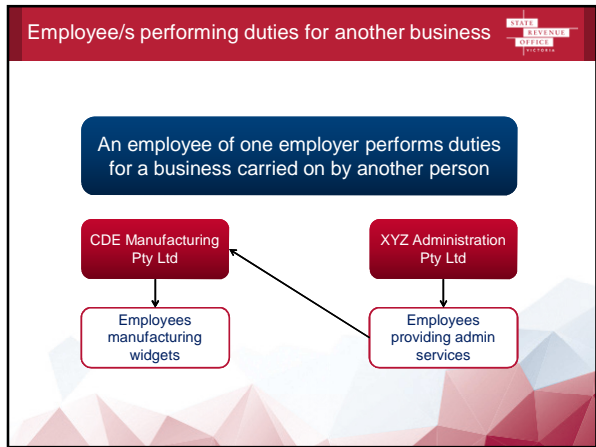 Employee/s performing duties for another business
STATE
REVENUE
OFFICE
VICTORIA
An employee of one employer performs duties
for a business carried on by another person
CDE Manufacturing
Pty Ltd
XYZ Administration
Pty Ltd
Employees
manufacturing
widgets
Employees
providing admin
services